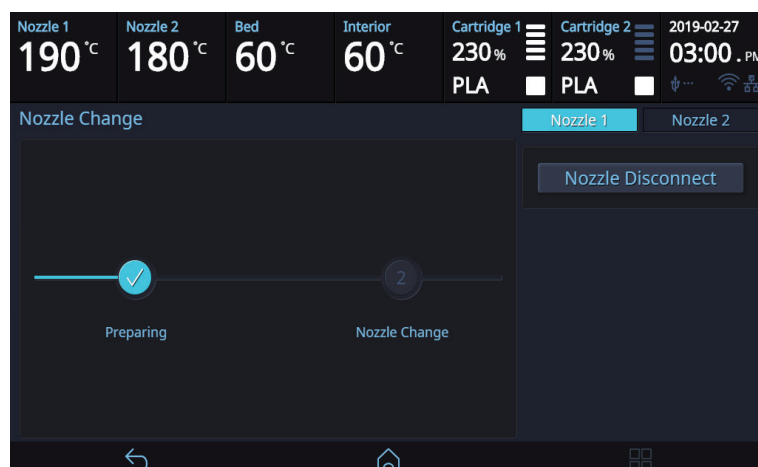 Nozzle 1 Nozzle 2 Bed Interior Cartridge 1 Cartridge 2 2019-02-27
190 °C 180 °C 60 °C 60 °C 230 % 230 % 03:00 . PM
PLA PLA
Nozzle Change Nozzle 1 Nozzle 2
Nozzle Disconnect
2
Preparing Nozzle Change